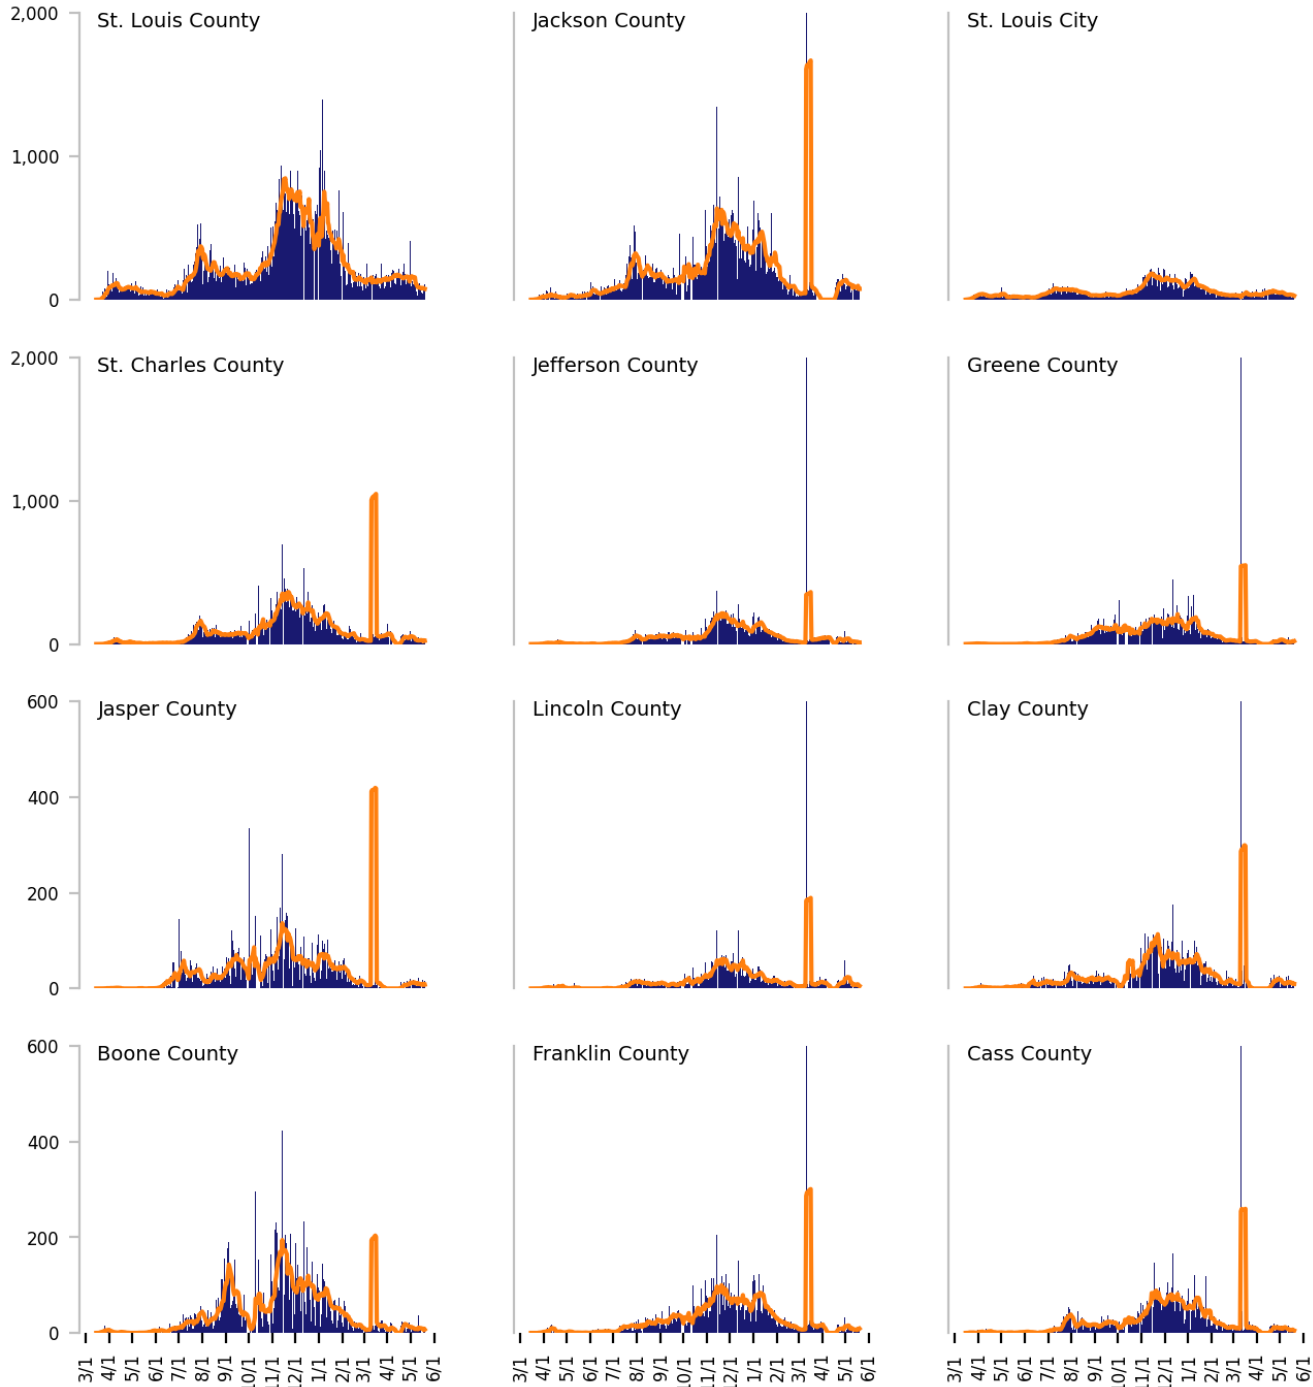 2,000 St. Louis County Jackson County St. Louis City
1,000
0
2,000 St. Charles County Jefferson County Greene County
1,000
0
600 Jasper County Lincoln County Clay County
400
200
0
600 Boone County Franklin County Cass County
400
200
0
3/1 4/1 5/1 6/1 7/1 8/1 9/1 10/1 11/1 12/1 1/1 2/1 3/1 4/1 5/1 6/1 3/1 4/1 5/1 6/1 7/1 8/1 9/1 10/1 11/1 12/1 1/1 2/1 3/1 4/1 5/1 6/1 3/1 4/1 5/1 6/1 7/1 8/1 9/1 10/1 11/1 12/1 1/1 2/1 3/1 4/1 5/1 6/1